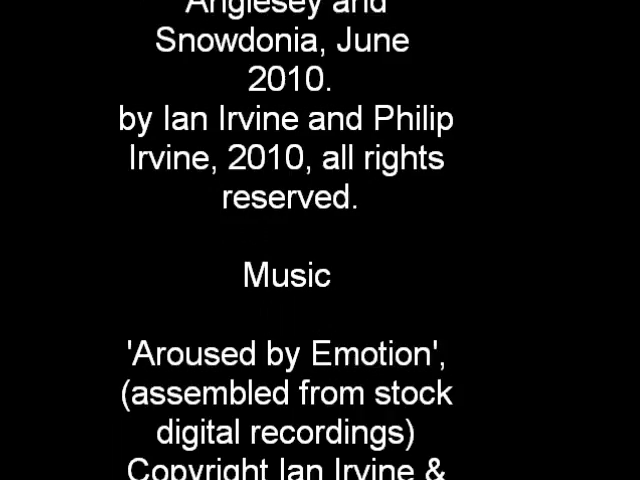 Anglesey and
Snowdonia, June
2010.
by Ian Irvine and Philip
Irvine, 2010, all rights
reserved.
Music
'Aroused by Emotion',
(assembled from stock
digital recordings)
Copyright Ian Irvine &